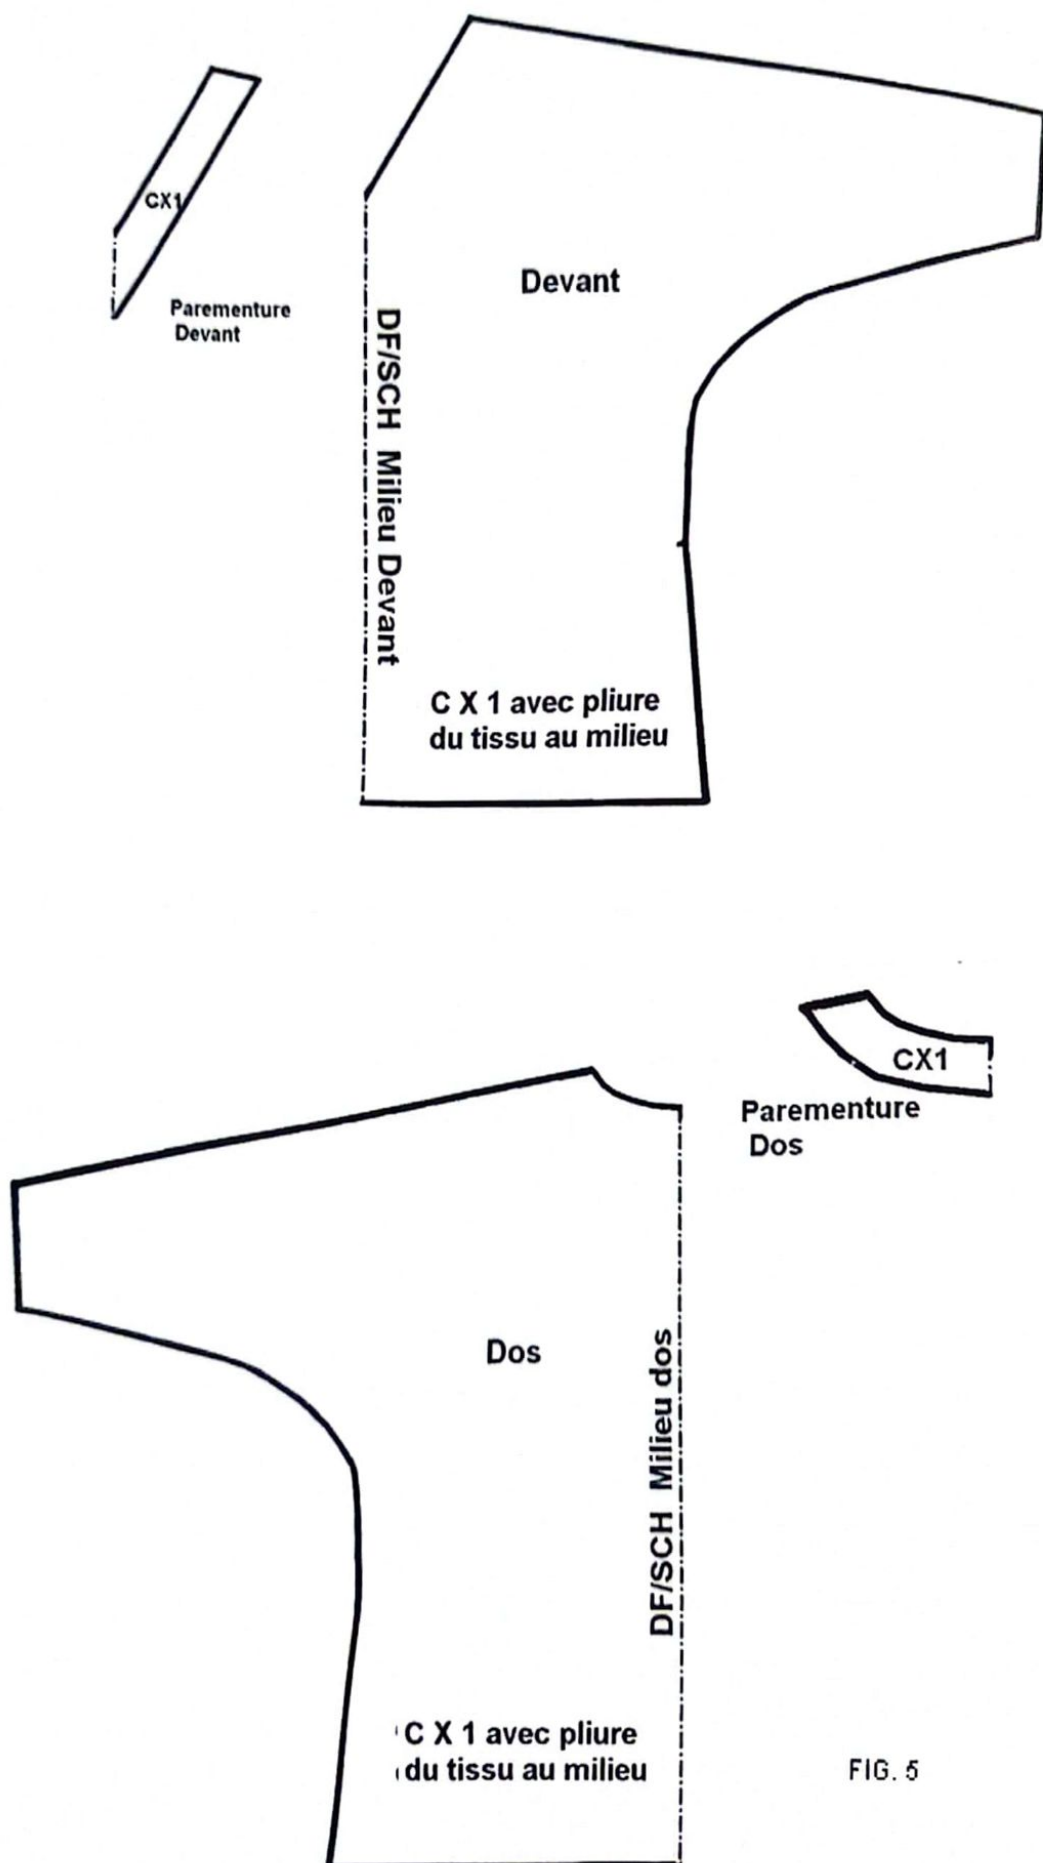 CX1
Parementure
Devant
Devant
DF/SCH Milieu Devant
C X 1 avec pliure
du tissu au milieu
CX1
Parementure
Dos
Dos
DF/SCH Milieu dos
C X 1 avec pliure
du tissu au milieu
FIG. 5